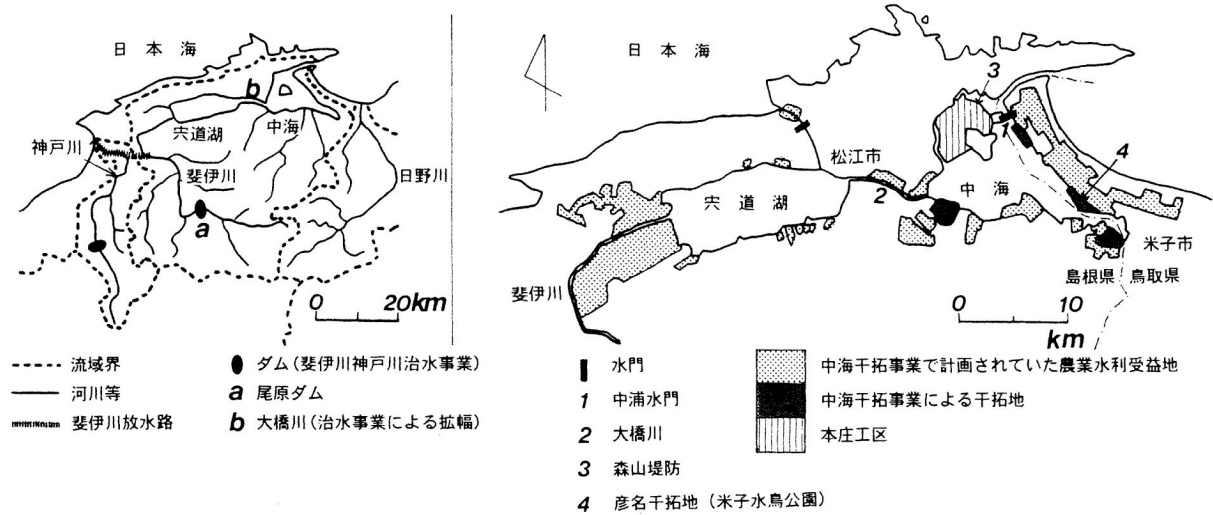 日本海
b
神戸川
宍道湖
中海
斐伊川
日野川
a
0 20km
流域界
河川等
斐伊川放水路
ダム(斐伊川神戸川治水事業)
a 尾原ダム
b 大橋川(治水事業による拡幅)
日本海
3
1
松江市
4
2
中海
宍道湖
米子市
斐伊川
島根県 鳥取県
0 10
km
水門
1 中浦水門
2 大橋川
3 森山堤防
4 彦名干拓地(米子水鳥公園)
中海干拓事業で計画されていた農業水利受益地
中海干拓事業による干拓地
本庄工区